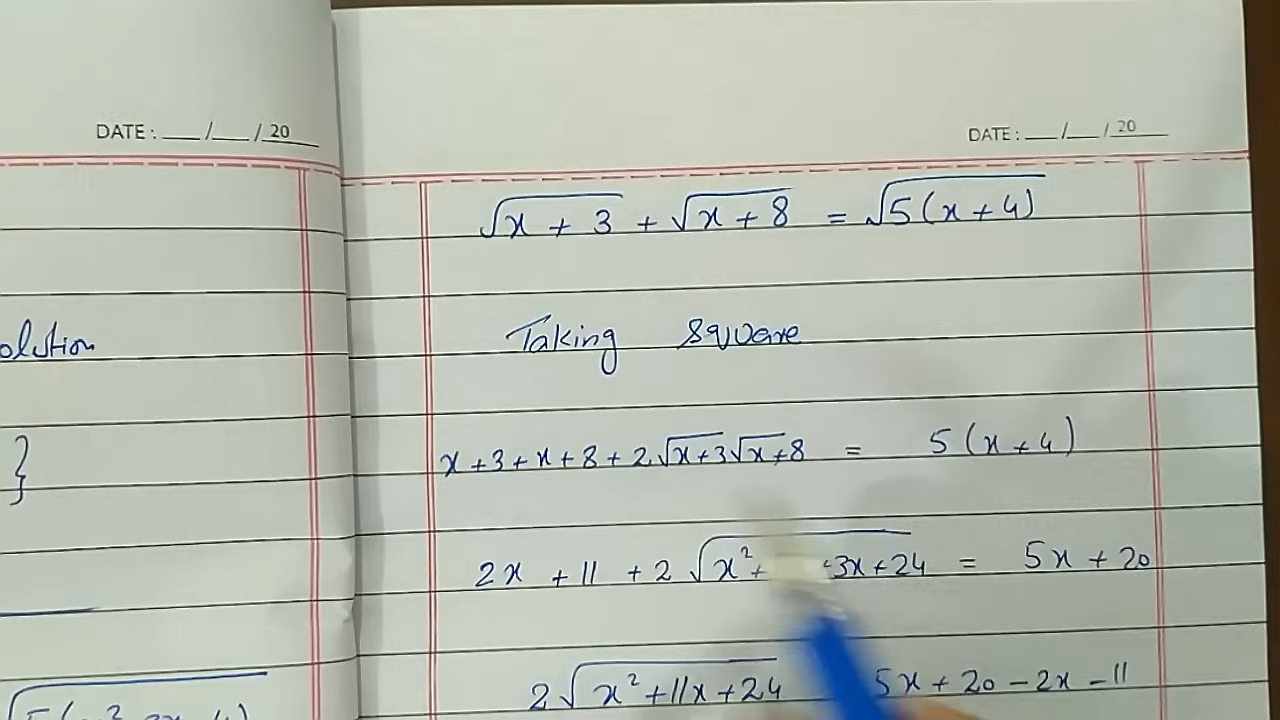 DATE : ___/___/ 20
DATE : ___/___/ 20
√x + 3 + √x + 8 = √5(x + 4)
olution
Taking square
}
x + 3 + x + 8 + 2√x+3√x+8 = 5(x + 4)
2x + 11 + 2√x² + 3x + 24 = 5x + 20
2√x² + 11x + 24 5x + 20 - 2x - 11